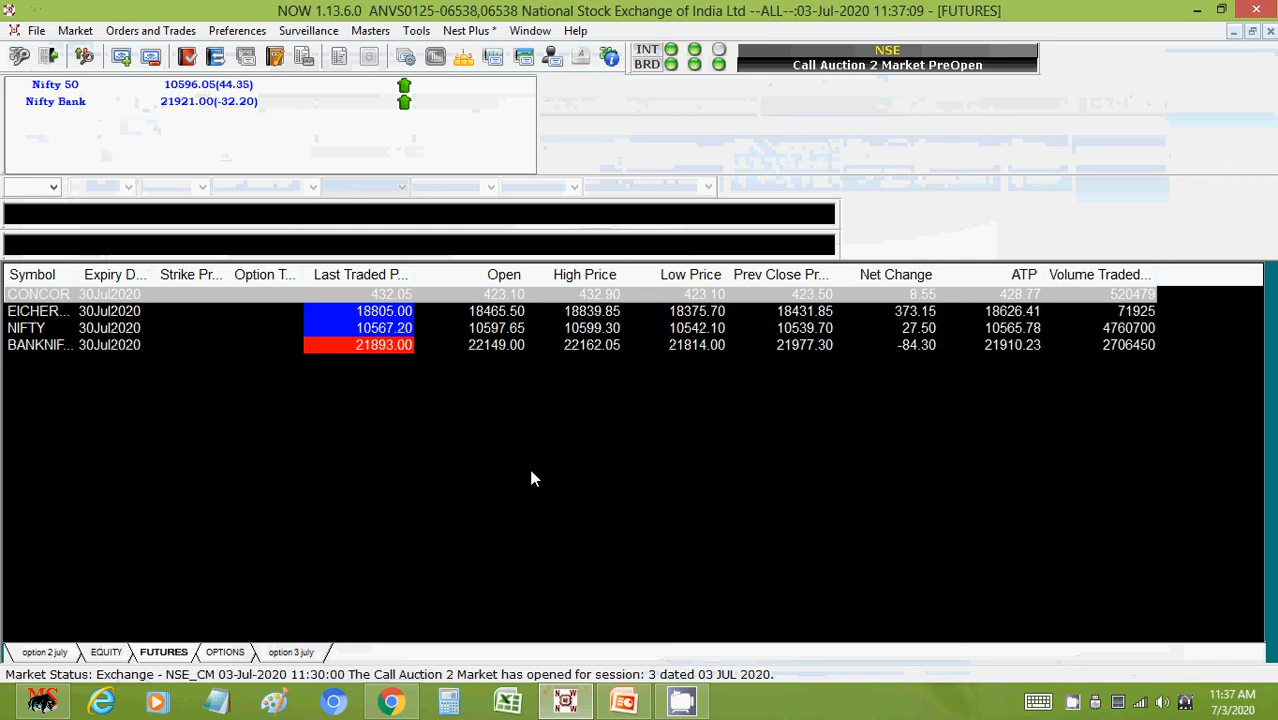 NOW 1.13.6.0 ANVS0125-06538,06538 National Stock Exchange of India Ltd --ALL--:03-Jul-2020 11:37:09 - [FUTURES]
File Market Orders and Trades Preferences Surveillance Masters Tools Nest Plus* Window Help
INT
BRD
NSE
Call Auction 2 Market PreOpen
Nifty 50 10596.05(44.35)
Nifty Bank 21921.00(-32.20)
Symbol Expiry D... Strike Pr... Option T... Last Traded P... Open High Price Low Price Prev Close Pr... Net Change ATP Volume Traded...
CONCOR 30Jul2020 432.05 423.10 432.90 423.10 423.50 8.55 428.77 520479
EICHER... 30Jul2020 18805.00 18465.50 18839.85 18375.70 18431.85 373.15 18626.41 71925
NIFTY 30Jul2020 10567.20 10597.65 10599.30 10542.10 10539.70 27.50 10565.78 4760700
BANKNIF... 30Jul2020 21893.00 22149.00 22162.05 21814.00 21977.30 -84.30 21910.23 2706450
option 2 july EQUITY FUTURES OPTIONS option 3 july
Market Status: Exchange - NSE_CM 03-Jul-2020 11:30:00 The Call Auction 2 Market has opened for session: 3 dated 03 JUL 2020.
MS
11:37 AM
7/3/2020